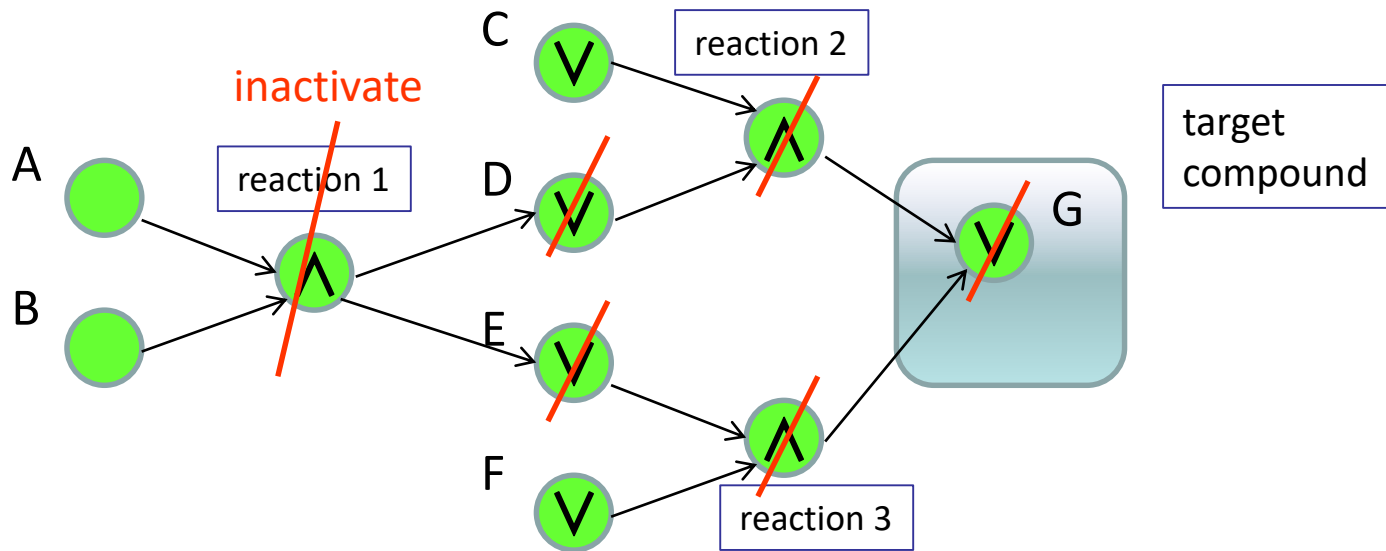 C
reaction 2
inactivate
target
compound
A
reaction 1
D
G
B
E
F
reaction 3